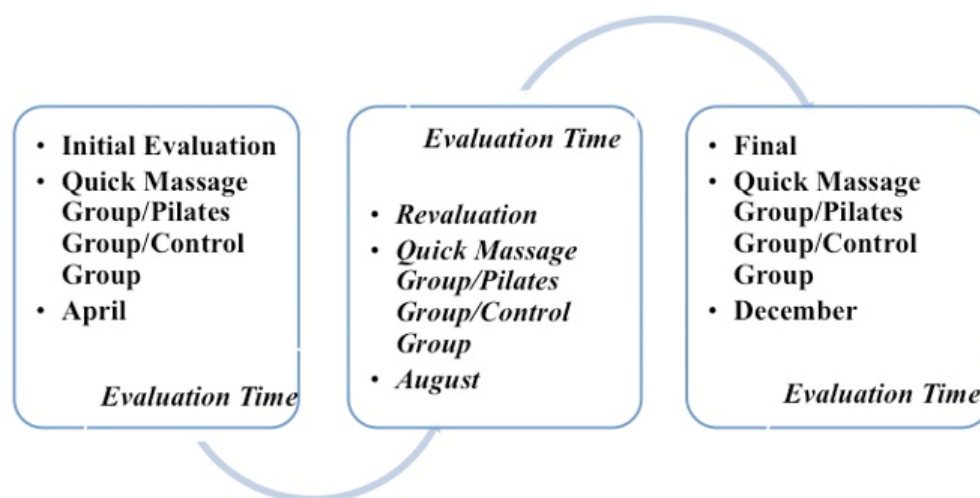 • Initial Evaluation
• Quick Massage
Group/Pilates
Group/Control
Group
• April
Evaluation Time
Evaluation Time
• Revaluation
• Quick Massage
Group/Pilates
Group/Control
Group
• August
• Final
• Quick Massage
Group/Pilates
Group/Control
Group
• December
Evaluation Time